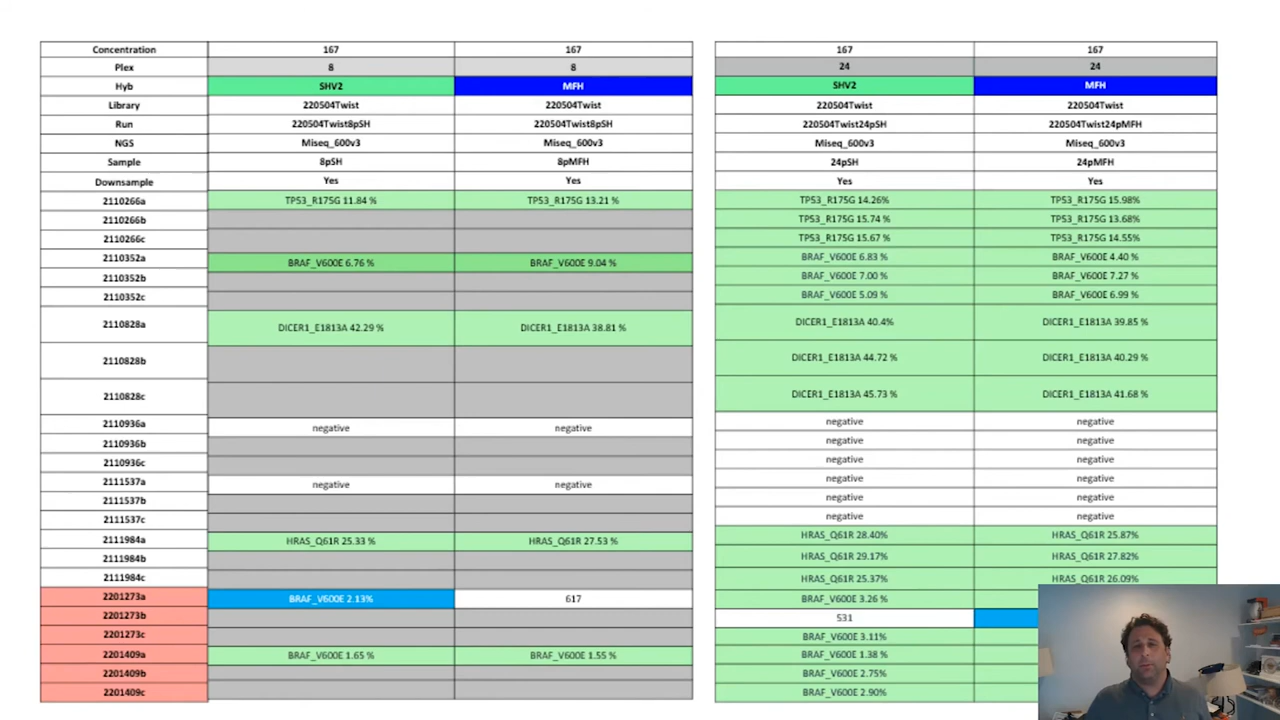 Concentration 167 167 167 167
Plex 8 8 24 24
Hyb SHV2 MFH SHV2 MFH
Library 220504Twist 220504Twist 220504Twist 220504Twist
Run 220504Twist8pSH 220504Twist8pSH 220504Twist24pSH 220504Twist24pMFH
NGS Miseq_600v3 Miseq_600v3 Miseq_600v3 Miseq_600v3
Sample 8pSH 8pMFH 24pSH 24pMFH
Downsample Yes Yes Yes Yes
2110266a TP53_R175G 11.84 % TP53_R175G 13.21 % TP53_R175G 14.26% TP53_R175G 15.98%
2110266b TP53_R175G 15.74 % TP53_R175G 13.68%
2110266c TP53_R175G 15.67 % TP53_R175G 14.55%
2110352a BRAF_V600E 6.76 % BRAF_V600E 9.04 % BRAF_V600E 6.83 % BRAF_V600E 4.40 %
2110352b BRAF_V600E 7.00 % BRAF_V600E 7.27 %
2110352c BRAF_V600E 5.09 % BRAF_V600E 6.99 %
2110828a DICER1_E1813A 42.29 % DICER1_E1813A 38.81 % DICER1_E1813A 40.4% DICER1_E1813A 39.85 %
2110828b DICER1_E1813A 44.72 % DICER1_E1813A 40.29 %
2110828c DICER1_E1813A 45.73 % DICER1_E1813A 41.68 %
2110936a negative negative negative negative
2110936b negative negative
2110936c negative negative
2111537a negative negative negative negative
2111537b negative negative
2111537c negative negative
2111984a HRAS_Q61R 25.33 % HRAS_Q61R 27.53 % HRAS_Q61R 28.40% HRAS_Q61R 25.87%
2111984b HRAS_Q61R 29.17% HRAS_Q61R 27.82%
2111984c HRAS_Q61R 25.37% HRAS_Q61R 26.09%
2201273a BRAF_V600E 2.13% 617 BRAF_V600E 3.26 %
2201273b 531
2201273c BRAF_V600E 3.11%
2201409a BRAF_V600E 1.65 % BRAF_V600E 1.55 % BRAF_V600E 1.38 %
2201409b BRAF_V600E 2.75%
2201409c BRAF_V600E 2.90%